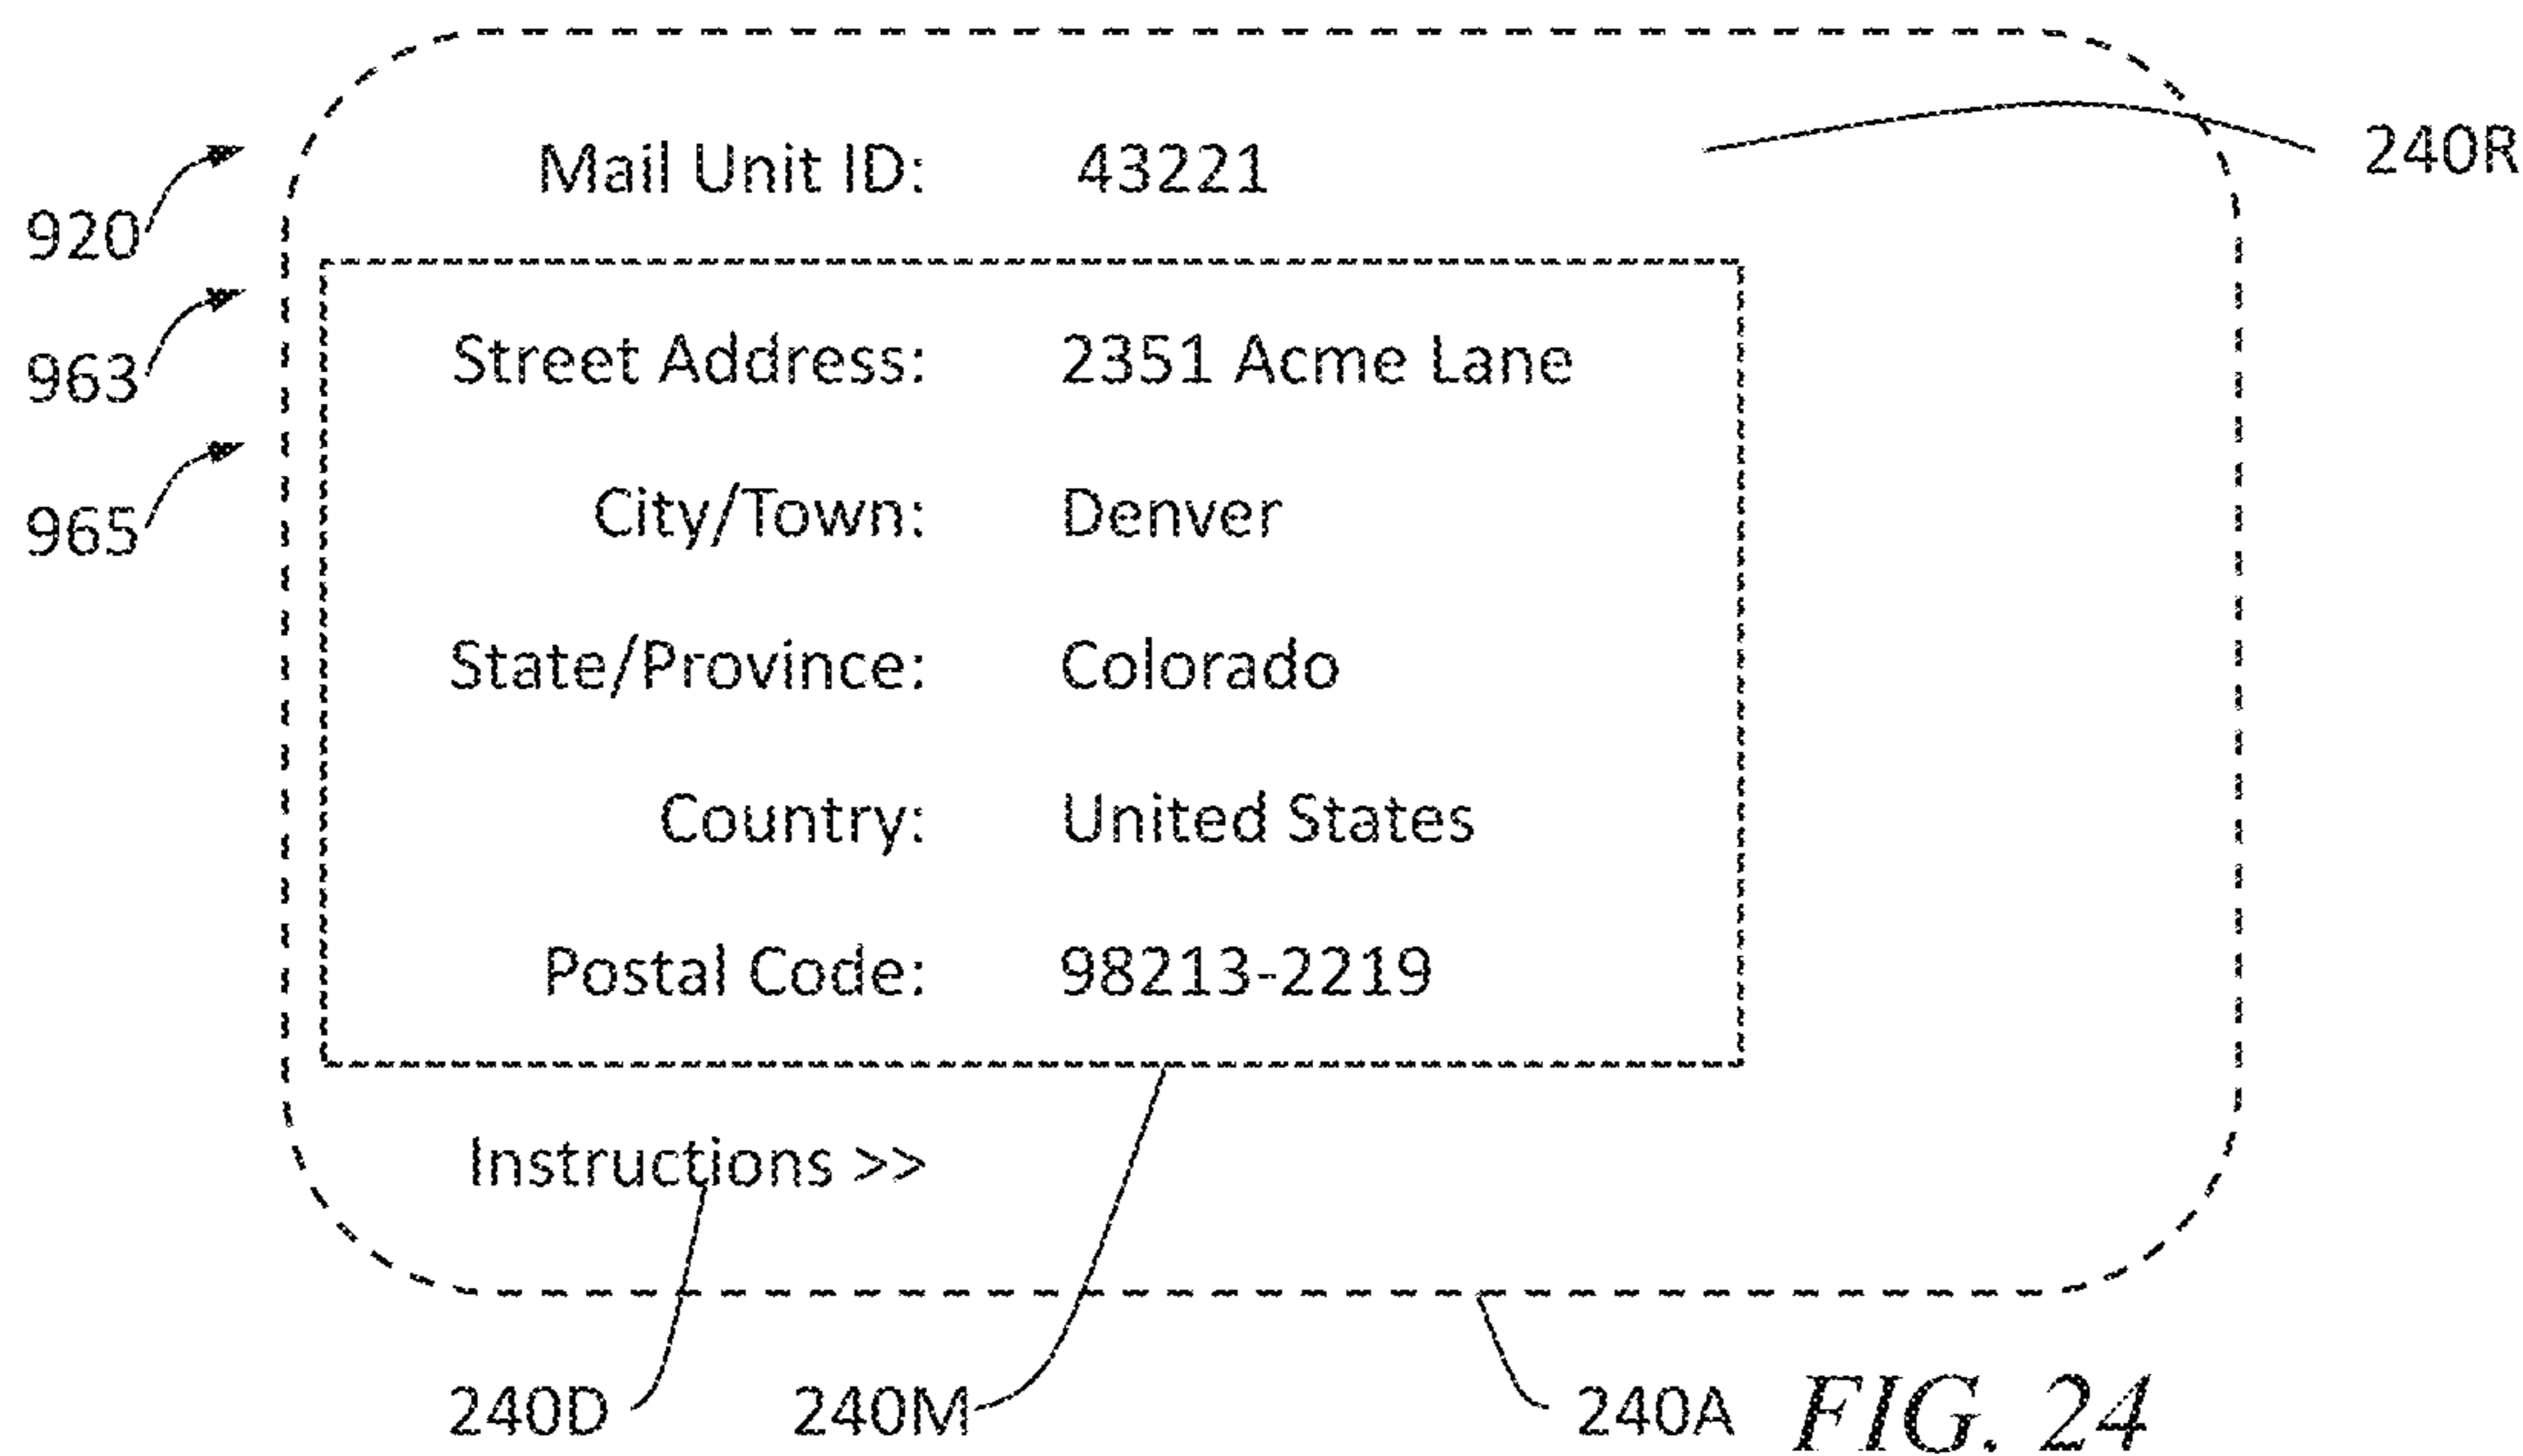 Mail Unit ID: 43221
240R
920
963
Street Address: 2351 Acme Lane
965
City/Town: Denver
State/Province: Colorado
Country: United States
Postal Code: 98213-2219
Instructions >>
240D 240M 240A FIG. 24